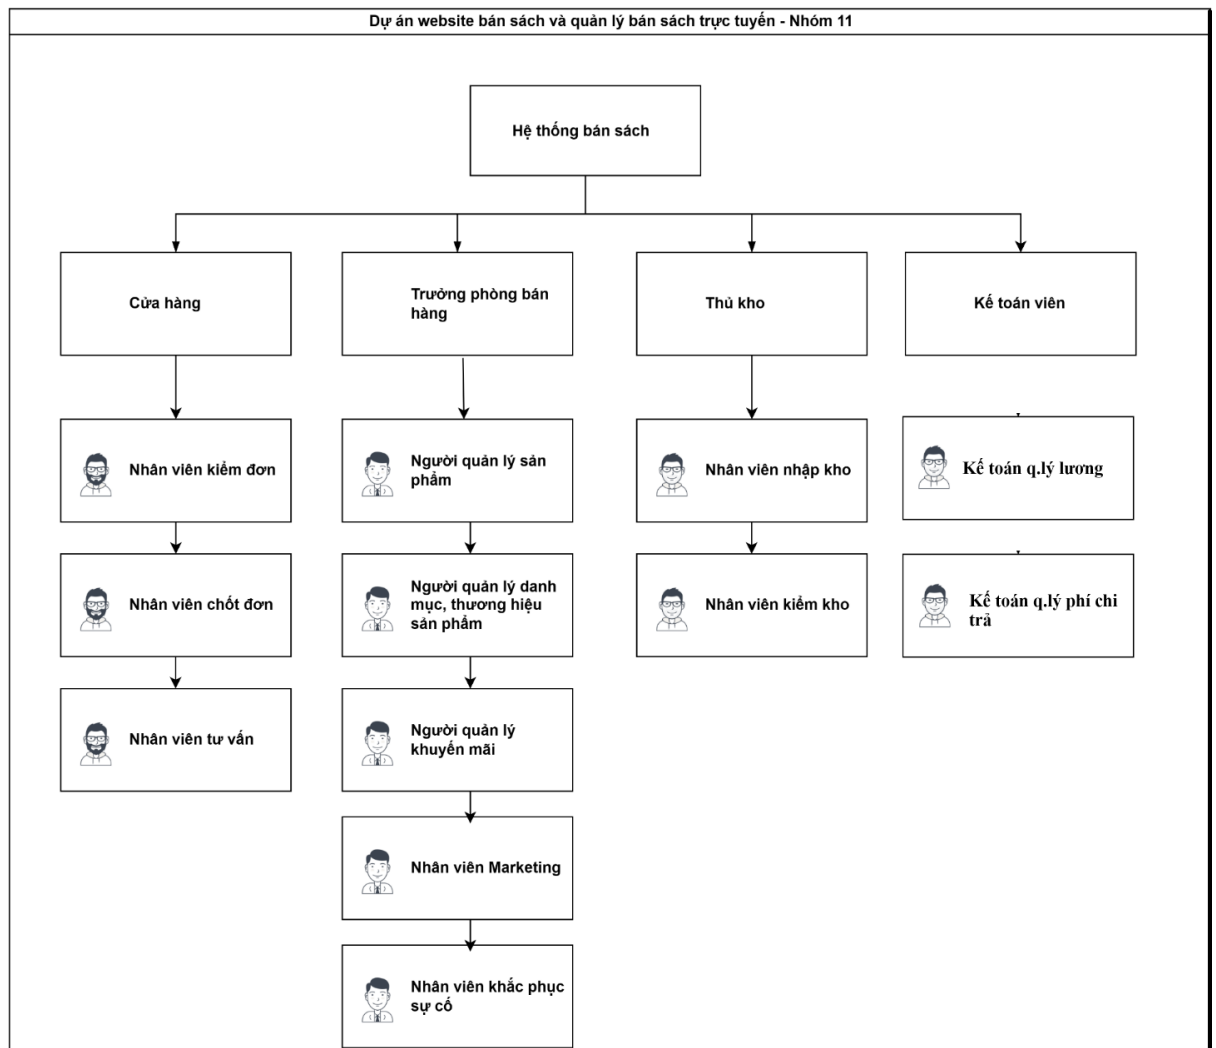 Dự án website bán sách và quản lý bán sách trực tuyến - Nhóm 11
Hệ thống bán sách
Cửa hàng
Trưởng phòng bán
hàng
Thủ kho
Kế toán viên
Nhân viên kiểm đơn
Người quản lý sản
phẩm
Nhân viên nhập kho
Kế toán q.lý lương
Nhân viên chốt đơn
Người quản lý danh
mục, thương hiệu
sản phẩm
Nhân viên kiểm kho
Kế toán q.lý phí chi
trả
Nhân viên tư vấn
Người quản lý
khuyến mãi
Nhân viên Marketing
Nhân viên khắc phục
sự cố